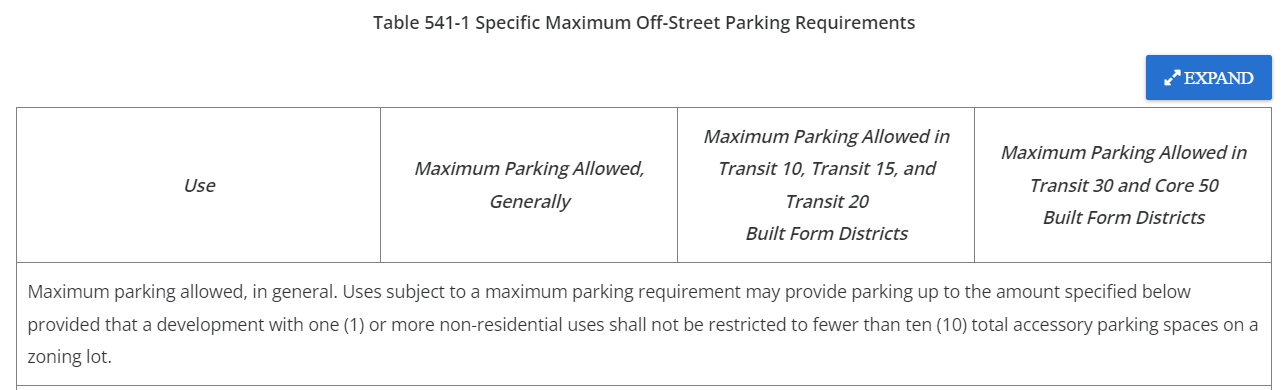 Table 541-1 Specific Maximum Off-Street Parking Requirements
EXPAND
Use
Maximum Parking Allowed,
Generally
Maximum Parking Allowed in
Transit 10, Transit 15, and
Transit 20
Built Form Districts
Maximum Parking Allowed in
Transit 30 and Core 50
Built Form Districts
Maximum parking allowed, in general. Uses subject to a maximum parking requirement may provide parking up to the amount specified below
provided that a development with one (1) or more non-residential uses shall not be restricted to fewer than ten (10) total accessory parking spaces on a
zoning lot.